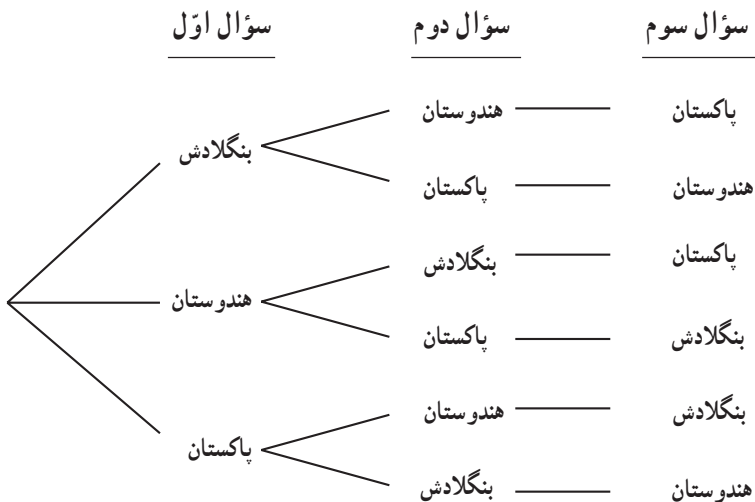 سؤال اوّل سؤال دوم سؤال سوم
هندوستان پاکستان
بنگلادش
پاکستان هندوستان
بنگلادش پاکستان
هندوستان
پاکستان بنگلادش
هندوستان بنگلادش
پاکستان
بنگلادش هندوستان